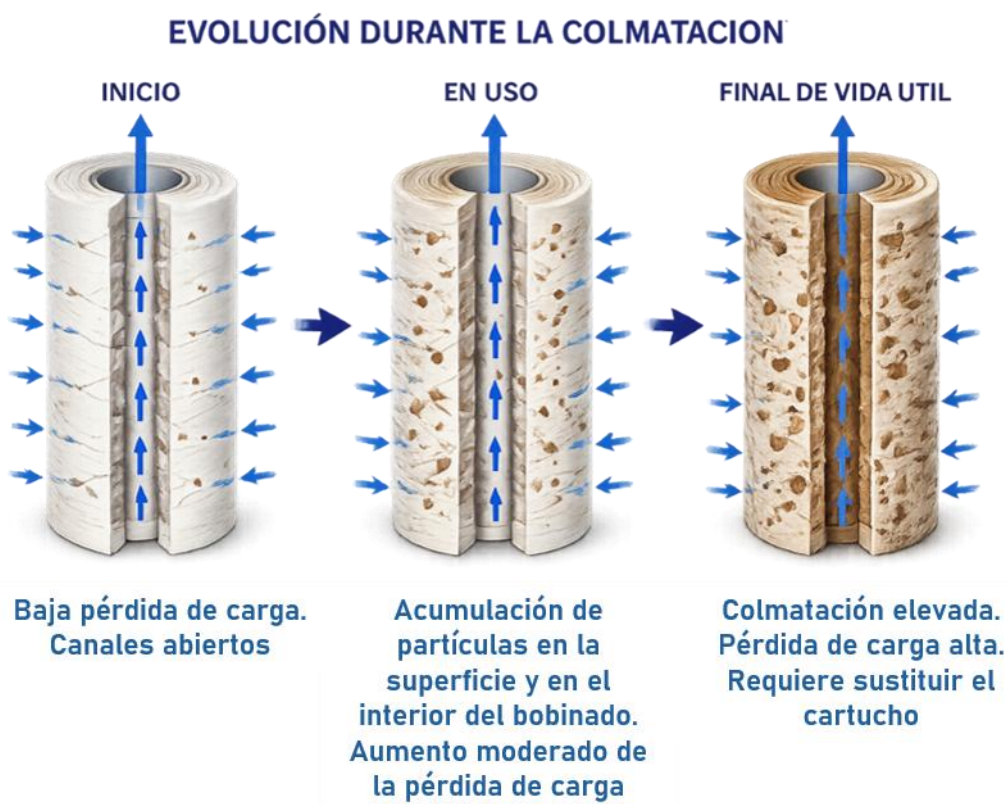 EVOLUCIÓN DURANTE LA COLMATACION
INICIO
EN USO
FINAL DE VIDA UTIL
Baja pérdida de carga.
Canales abiertos
Acumulación de
partículas en la
superficie y en el
interior del bobinado.
Aumento moderado de
la pérdida de carga
Colmatación elevada.
Pérdida de carga alta.
Requiere sustituir el
cartucho